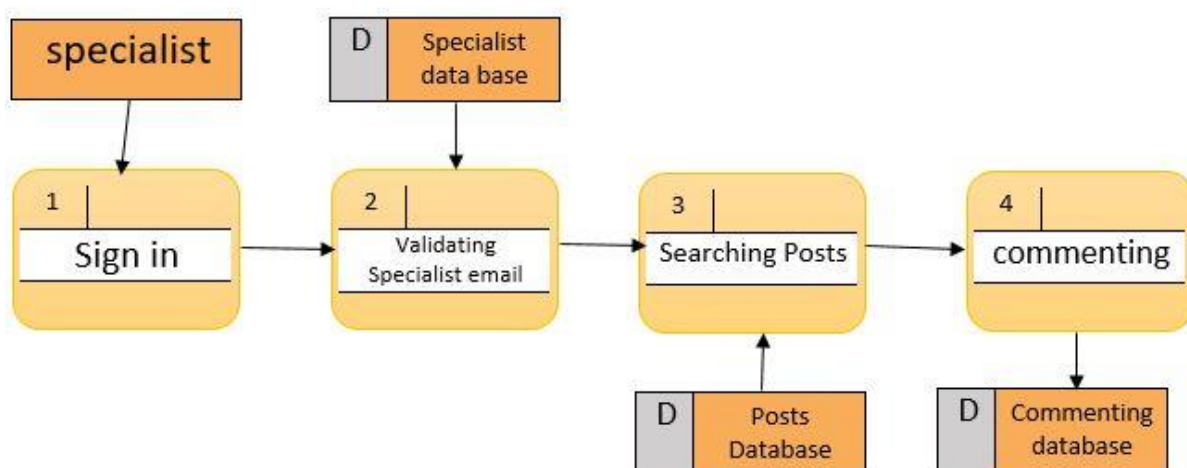 specialist
D
Specialist
data base
1
Sign in
2
Validating
Specialist email
3
Searching Posts
4
commenting
D
Posts
Database
D
Commenting
database